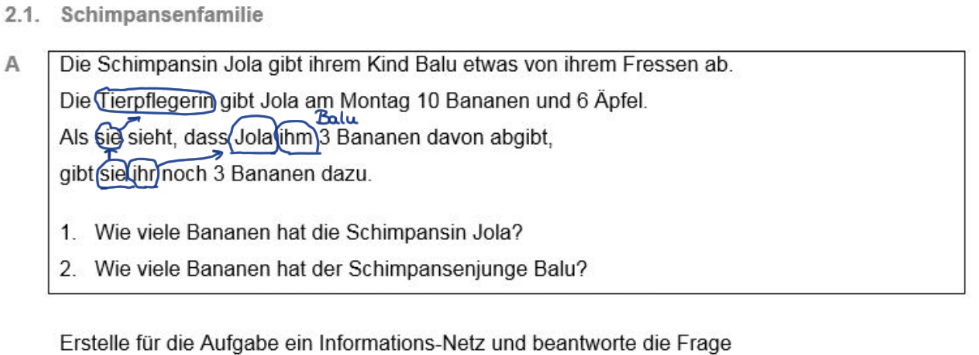 2.1. Schimpansenfamilie
A
Die Schimpansin Jola gibt ihrem Kind Balu etwas von ihrem Fressen ab.
Die Tierpflegerin gibt Jola am Montag 10 Bananen und 6 Äpfel.
Balu
Als sie sieht, dass Jola ihm 3 Bananen davon abgibt,
gibt sie ihr noch 3 Bananen dazu.
1. Wie viele Bananen hat die Schimpansin Jola?
2. Wie viele Bananen hat der Schimpansenjunge Balu?
Erstelle für die Aufgabe ein Informations-Netz und beantworte die Frage